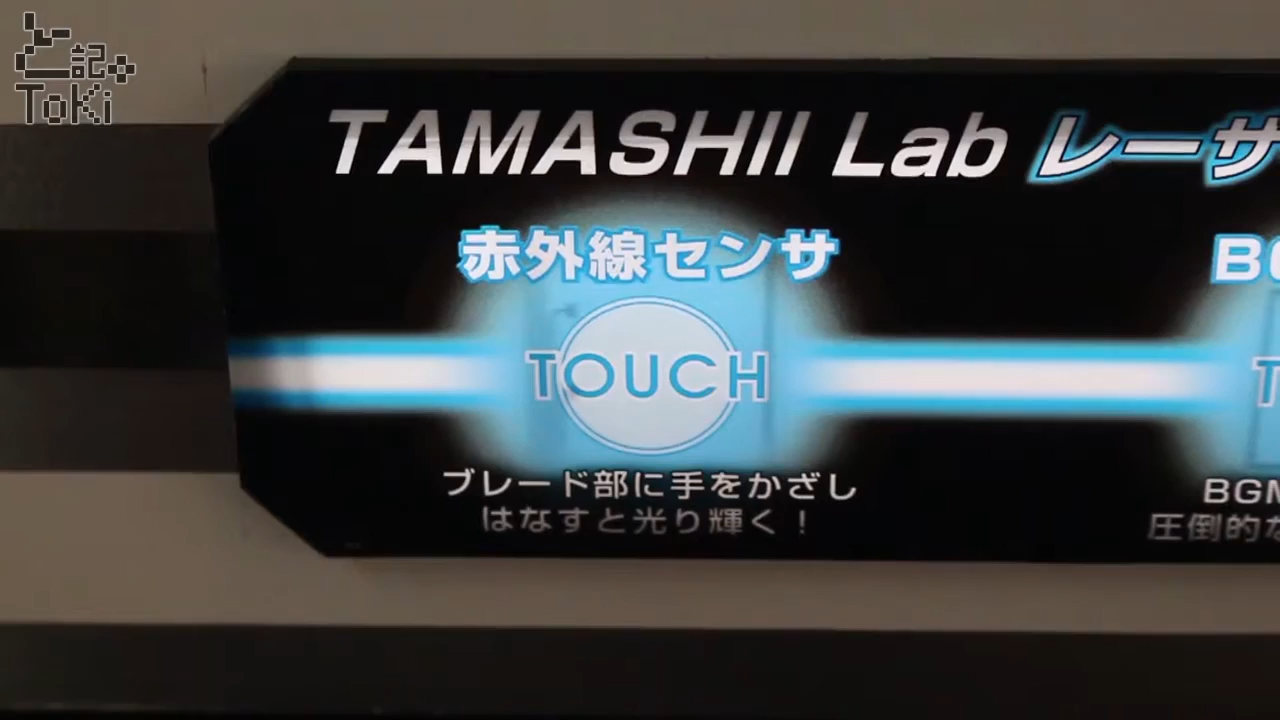 と記+
Toki
TAMASHII Lab レーサ
赤外線センサ
BG
TOUCH
T
ブレード部に手をかざし
はなすと光り輝く!
BGM
圧倒的な